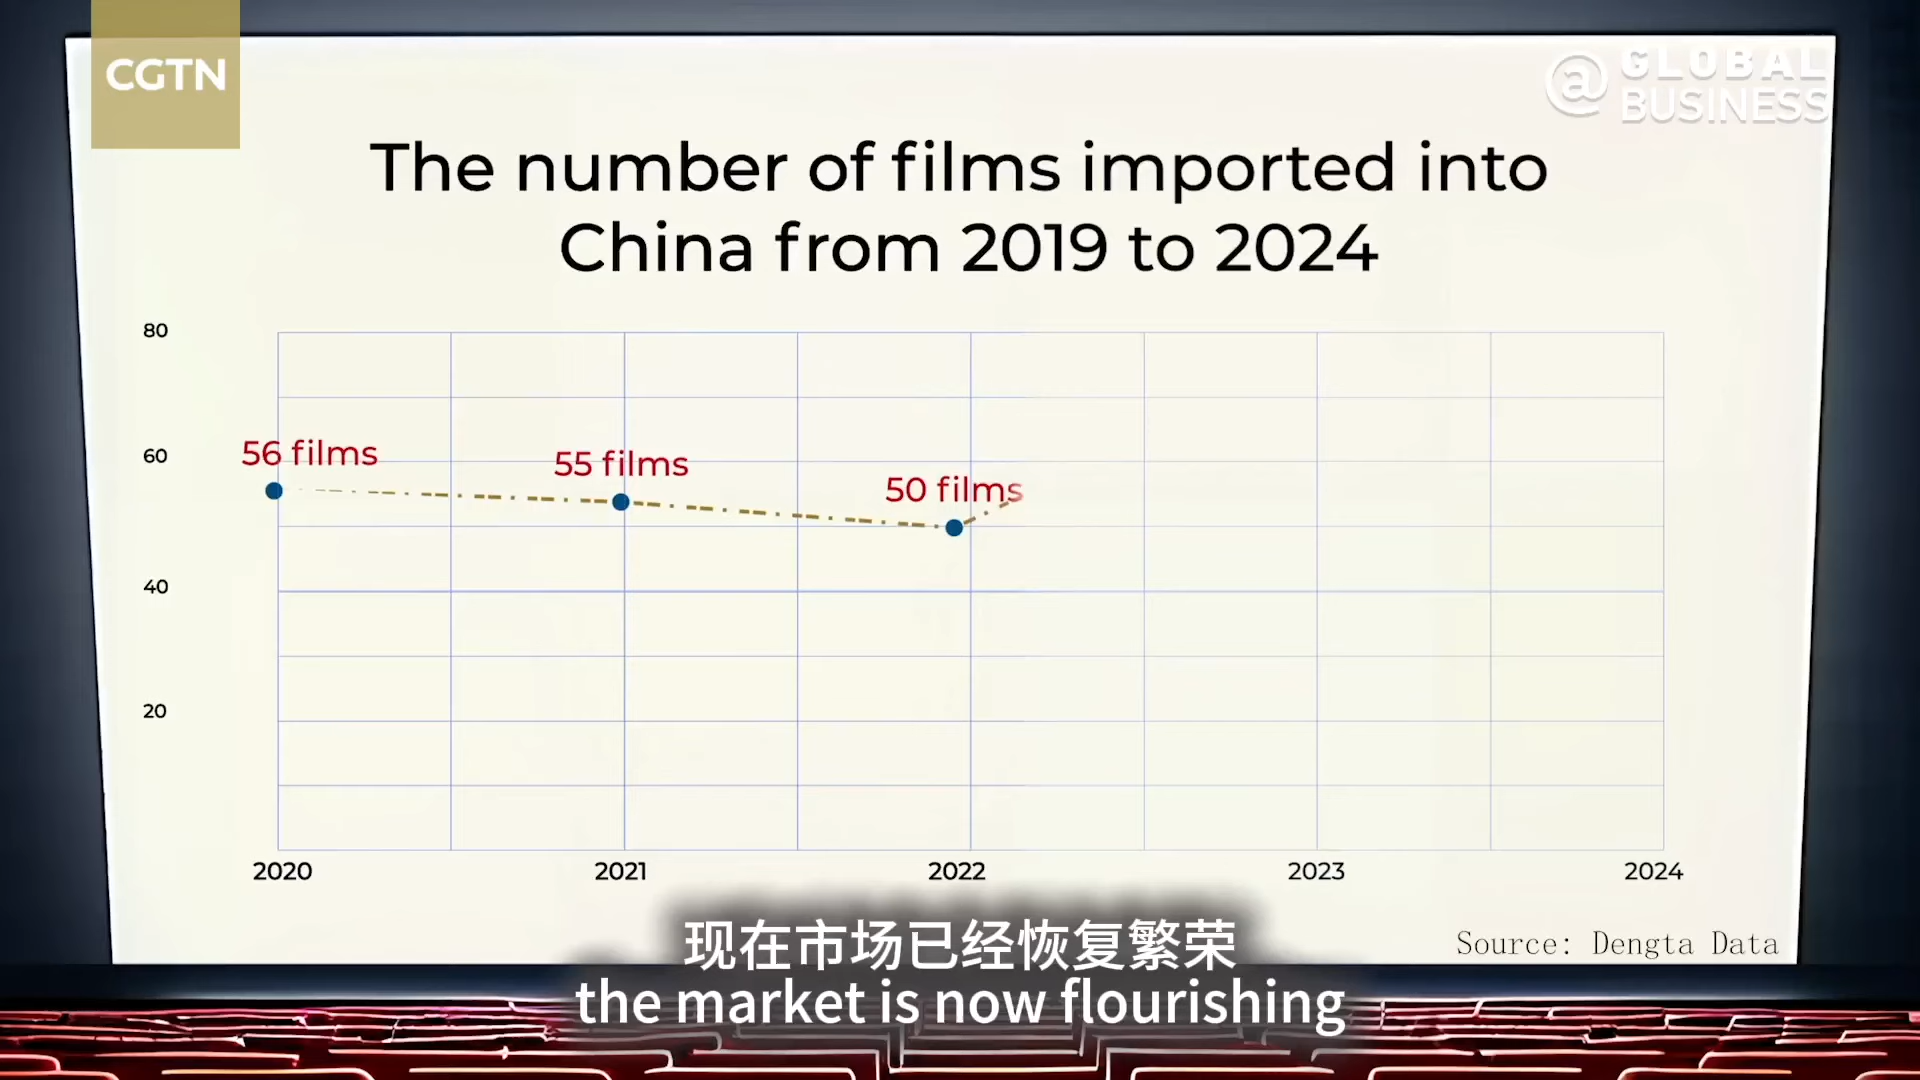 CGTN
@GLOBAL
BUSINESS
The number of films imported into
China from 2019 to 2024
80
60
40
20
56 films
55 films
50 films
2020
2021
2022
2023
2024
Source: Dengta Data
现在市场已经恢复繁荣
the market is now flourishing